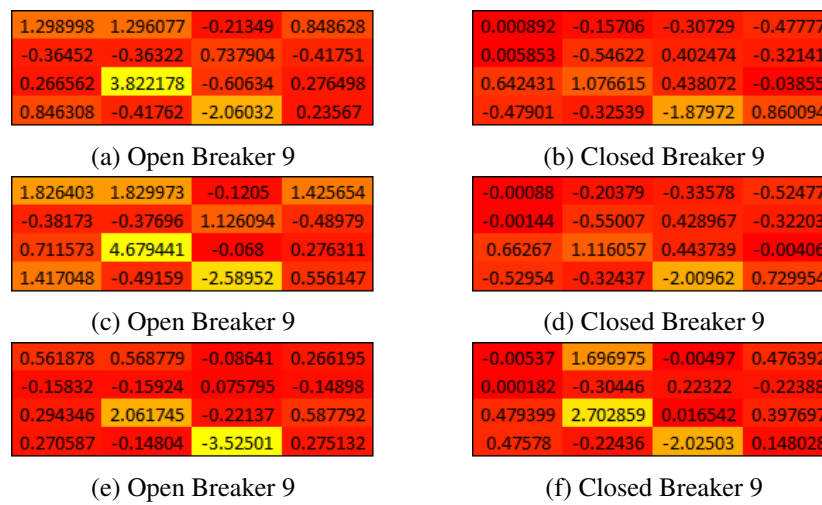 1.298998 1.296077 -0.21349 0.848628
-0.36452 -0.36322 0.737904 -0.41751
0.266562 3.822178 -0.60634 0.276498
0.846308 -0.41762 -2.06032 0.23567
(a) Open Breaker 9
0.000892 -0.15706 -0.30729 -0.47777
0.005853 -0.54622 0.402474 -0.32141
0.642431 1.076615 0.438072 -0.03855
-0.47901 -0.32539 -1.87972 0.860094
(b) Closed Breaker 9
1.826403 1.829973 -0.1205 1.425654
-0.38173 -0.37696 1.126094 -0.48979
0.711573 4.679441 -0.068 0.276311
1.417048 -0.49159 -2.58952 0.556147
(c) Open Breaker 9
-0.00088 -0.20379 -0.33578 -0.52477
-0.00144 -0.55007 0.428967 -0.32203
0.66267 1.116057 0.443739 -0.00406
-0.52954 -0.32437 -2.00962 0.729954
(d) Closed Breaker 9
0.561878 0.568779 -0.08641 0.266195
-0.15832 -0.15924 0.075795 -0.14898
0.294346 2.061745 -0.22137 0.587792
0.270587 -0.14804 -3.52501 0.275132
(e) Open Breaker 9
-0.00537 1.696975 -0.00497 0.476392
0.000182 -0.30446 0.22322 -0.22388
0.479399 2.702859 0.016542 0.397697
0.47578 -0.22436 -2.02503 0.148028
(f) Closed Breaker 9